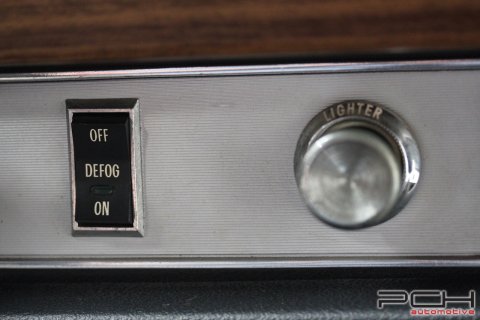 OFF
DEFOG
ON
LIGHTER
PCH
automotive